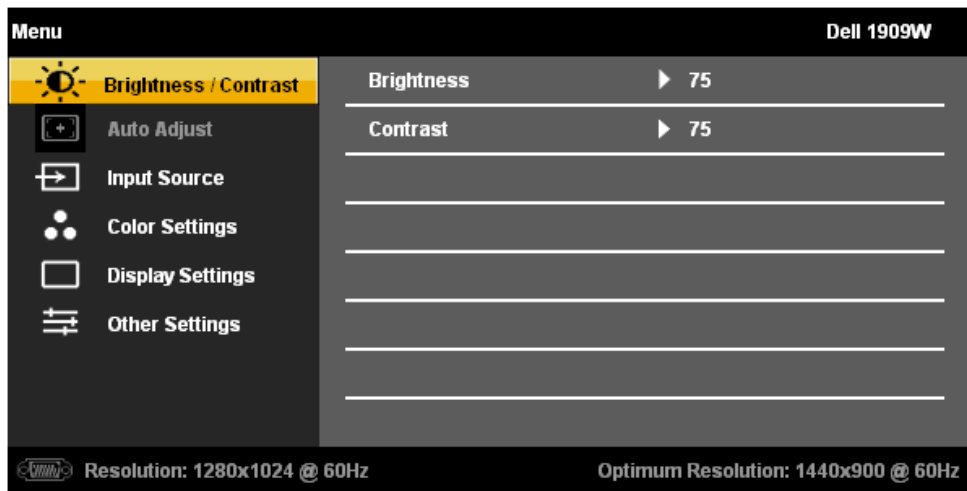 Menu Dell 1909W
Brightness / Contrast Brightness 75
Auto Adjust Contrast 75
Input Source
Color Settings
Display Settings
Other Settings
Resolution: 1280x1024 @ 60Hz Optimum Resolution: 1440x900 @ 60Hz